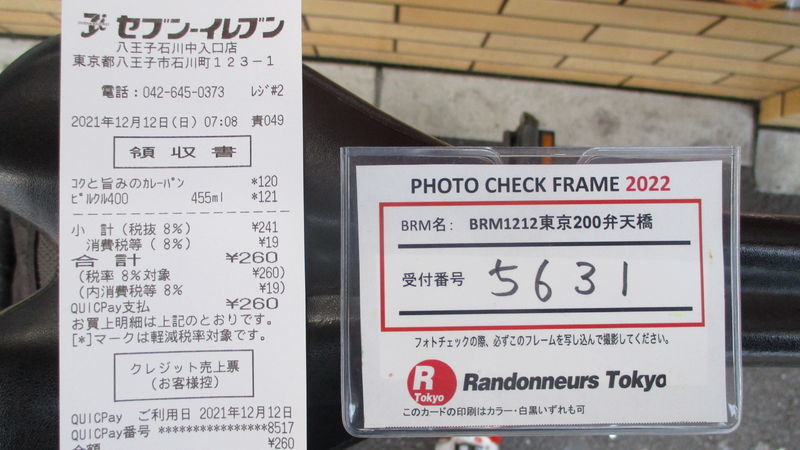 セブン-イレブン
八王子石川中入口店
東京都八王子市石川町123-1
電話:042-645-0373 ﾚｼﾞ#2
2021年12月12日(日) 07:08 責049
領収書
ｺｸと旨みのｶﾚｰﾊﾟﾝ *120
ﾋﾟﾙｸﾙ400 455ml *121
小 計(税抜 8%) ¥241
消費税等( 8%) ¥19
合 計 ¥260
(税率 8%対象 ¥260)
(内消費税等 8% ¥19)
QUICPay支払 ¥260
お買上明細は上記のとおりです。
[*]マークは軽減税率対象です。
クレジット売上票
(お客様控)
QUICPay ご利用日 2021年12月12日
QUICPay番号 ****************8517
金額 ¥260
PHOTO CHECK FRAME 2022
BRM名: BRM1212東京200弁天橋
受付番号 5631
フォトチェックの際、必ずこのフレームを写し込んで撮影してください。
R Tokyo Randonneurs Tokyo
このカードの印刷はカラー・白黒いずれも可